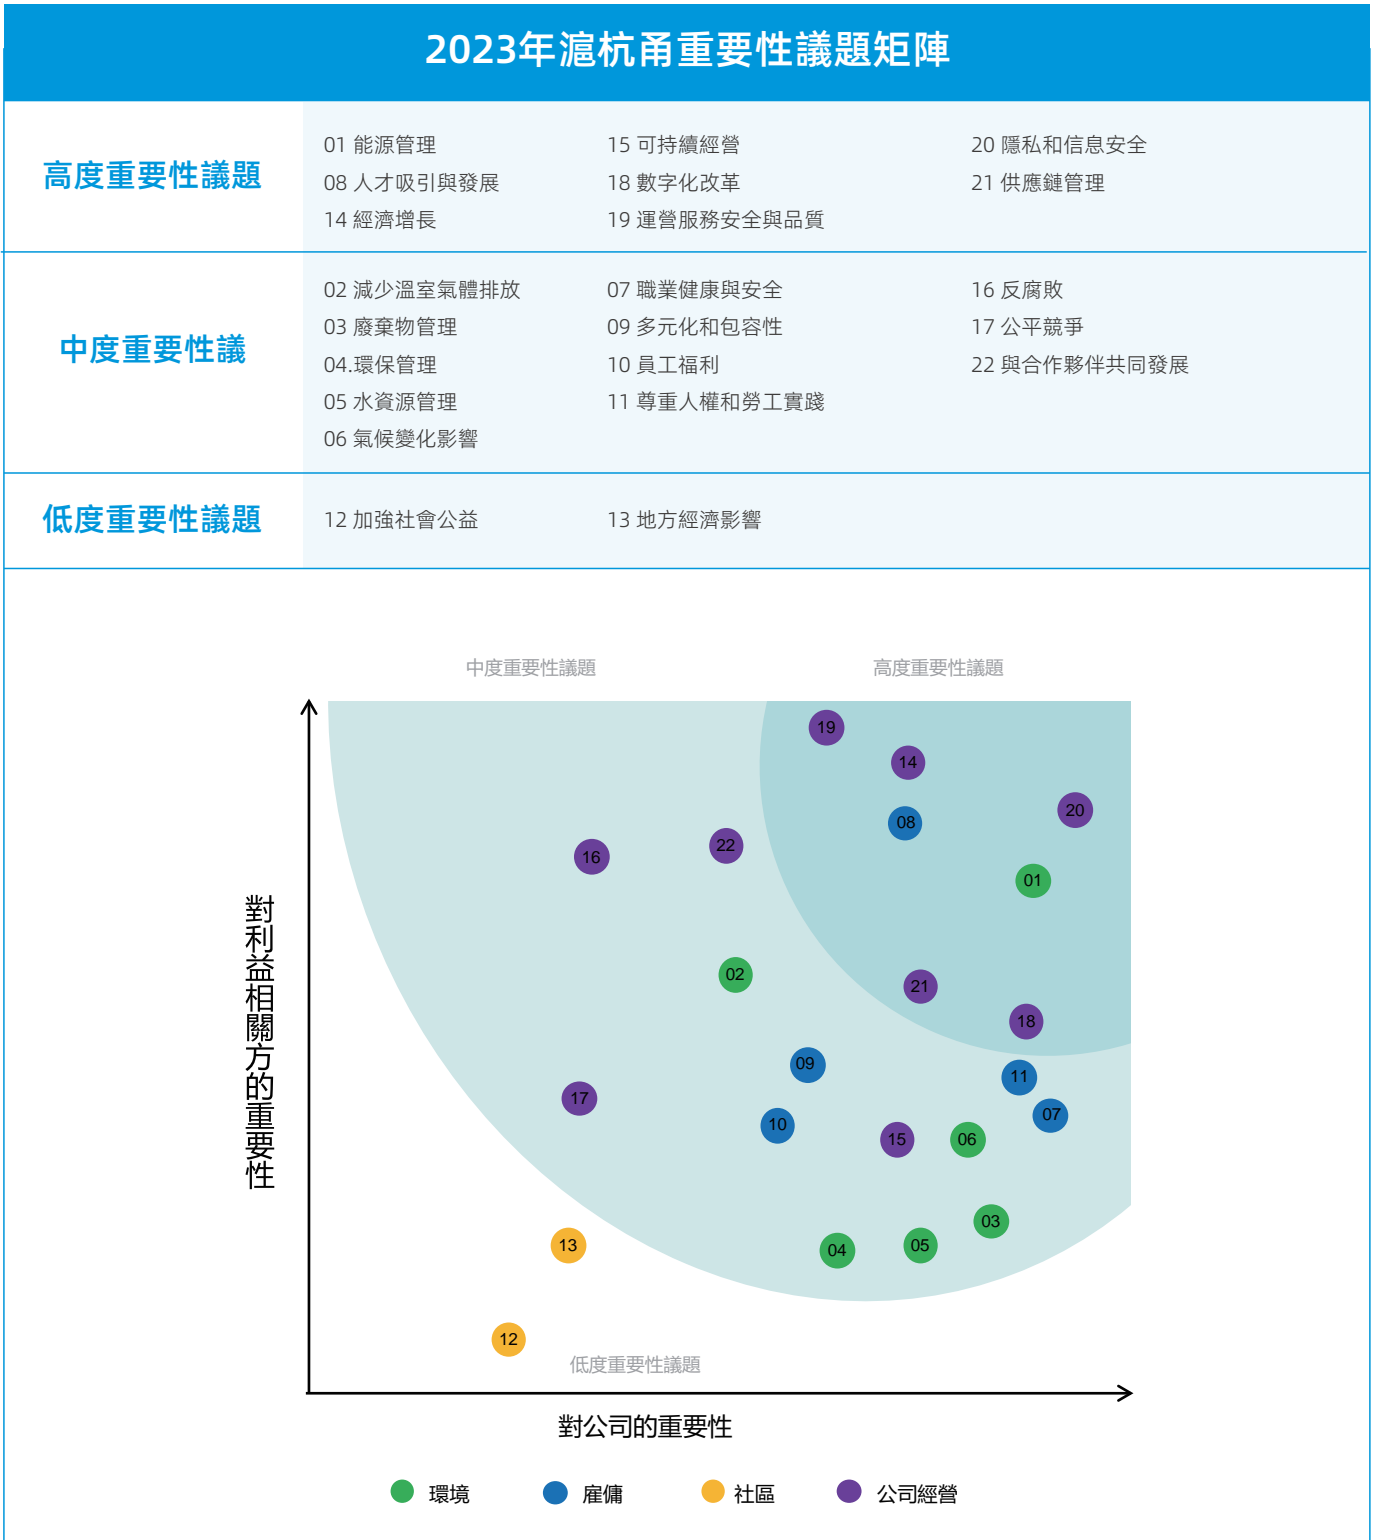 2023年滬杭甬重要性議題矩陣
高度重要性議題
01 能源管理
08 人才吸引與發展
14 經濟增長
15 可持續經營
18 數字化改革
19 運營服務安全與品質
20 隱私和信息安全
21 供應鏈管理
中度重要性議
02 減少溫室氣體排放
03 廢棄物管理
04.環保管理
05 水資源管理
06 氣候變化影響
07 職業健康與安全
09 多元化和包容性
10 員工福利
11 尊重人權和勞工實踐
16 反腐敗
17 公平競爭
22 與合作夥伴共同發展
低度重要性議題
12 加強社會公益
13 地方經濟影響
中度重要性議題
高度重要性議題
19
14
20
08
22
16
01
02
21
18
09
11
17
07
10
15
06
03
13
05
04
12
低度重要性議題
對利益相關方的重要性
對公司的重要性
環境
雇傭
社區
公司經營